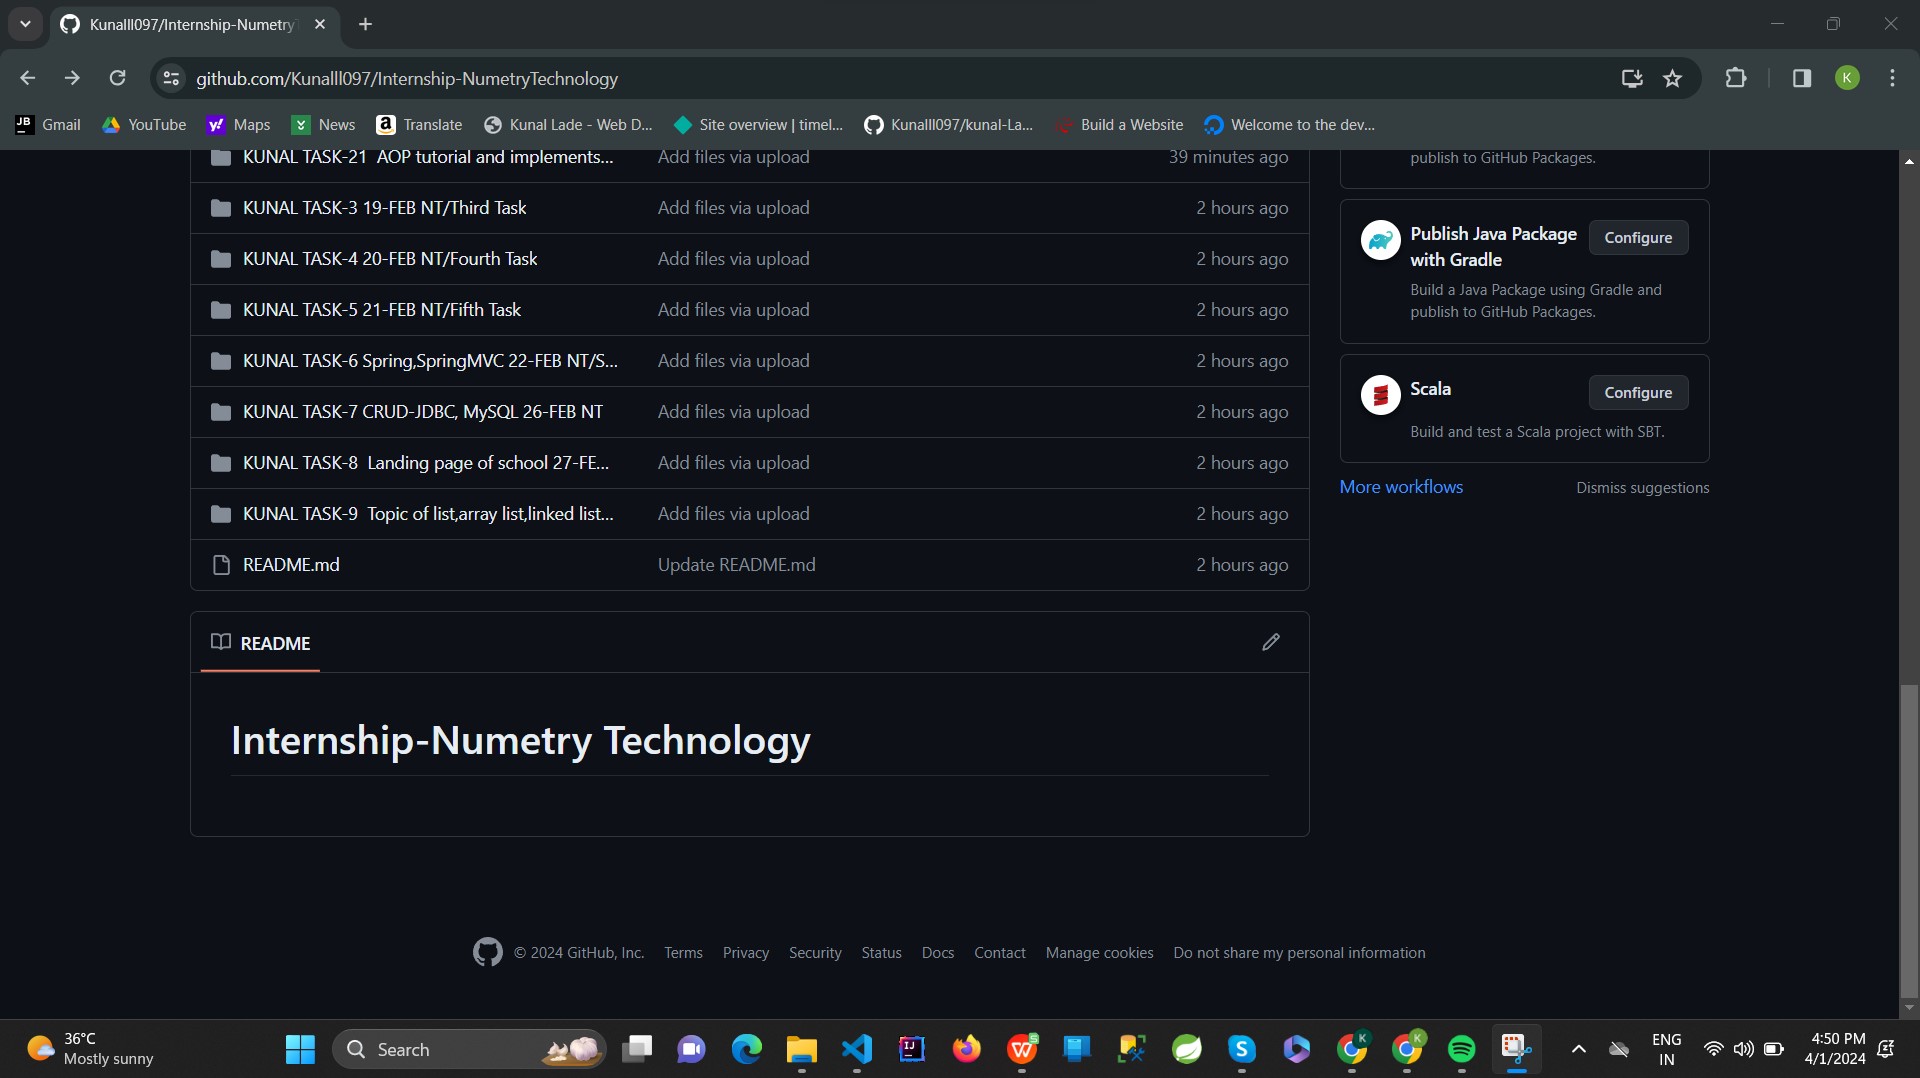 Kunalll097/Internship-Numetry
github.com/Kunalll097/Internship-NumetryTechnology
K
JB Gmail
YouTube
y! Maps
News
a Translate
Kunal Lade - Web D...
Site overview | timel...
Kunalll097/kunal-La...
Build a Website
Welcome to the dev...
KUNAL TASK-21 AOP tutorial and implements... Add files via upload 39 minutes ago
KUNAL TASK-3 19-FEB NT/Third Task Add files via upload 2 hours ago
KUNAL TASK-4 20-FEB NT/Fourth Task Add files via upload 2 hours ago
KUNAL TASK-5 21-FEB NT/Fifth Task Add files via upload 2 hours ago
KUNAL TASK-6 Spring,SpringMVC 22-FEB NT/S... Add files via upload 2 hours ago
KUNAL TASK-7 CRUD-JDBC, MySQL 26-FEB NT Add files via upload 2 hours ago
KUNAL TASK-8 Landing page of school 27-FE... Add files via upload 2 hours ago
KUNAL TASK-9 Topic of list,array list,linked list... Add files via upload 2 hours ago
README.md Update README.md 2 hours ago
publish to GitHub Packages.
Publish Java Package
with Gradle
Configure
Build a Java Package using Gradle and
publish to GitHub Packages.
Scala
Configure
Build and test a Scala project with SBT.
More workflows Dismiss suggestions
README
Internship-Numetry Technology
© 2024 GitHub, Inc. Terms Privacy Security Status Docs Contact Manage cookies Do not share my personal information
36°C
Mostly sunny
Search
IJ
W
S
S
K
K
ENG
IN
4:50 PM
4/1/2024